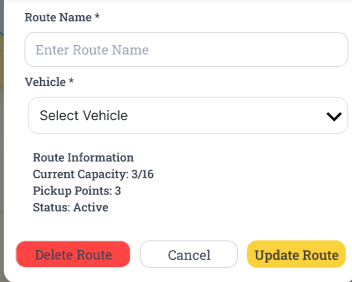 Route Name *
Enter Route Name
Vehicle *
Select Vehicle
Route Information
Current Capacity: 3/16
Pickup Points: 3
Status: Active
Delete Route
Cancel
Update Route